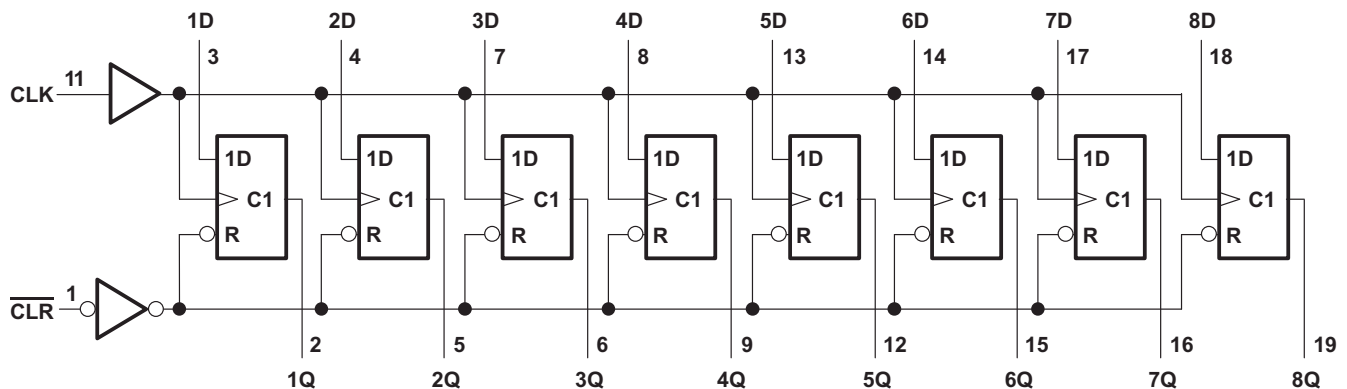 1D 2D 3D 4D 5D 6D 7D 8D
3 4 7 8 13 14 17 18
CLK 11
1D 1D 1D 1D 1D 1D 1D 1D
C1 C1 C1 C1 C1 C1 C1 C1
R R R R R R R R
CLR 1
2 5 6 9 12 15 16 19
1Q 2Q 3Q 4Q 5Q 6Q 7Q 8Q